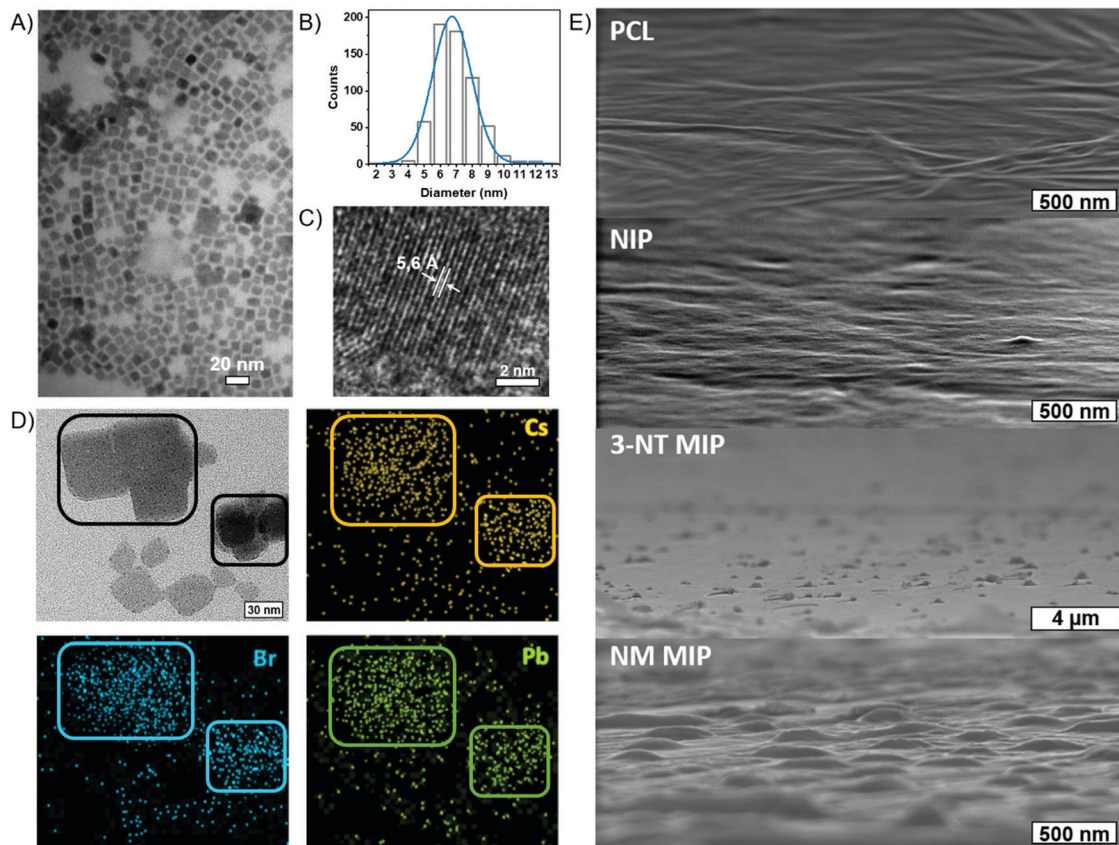 A)
20 nm
B)
200
150
100
50
0
Counts
2 3 4 5 6 7 8 9 10 11 12 13
Diameter (nm)
C)
5,6 Å
2 nm
D)
30 nm
Cs
Br
Pb
E)
PCL
500 nm
NIP
500 nm
3-NT MIP
4 µm
NM MIP
500 nm